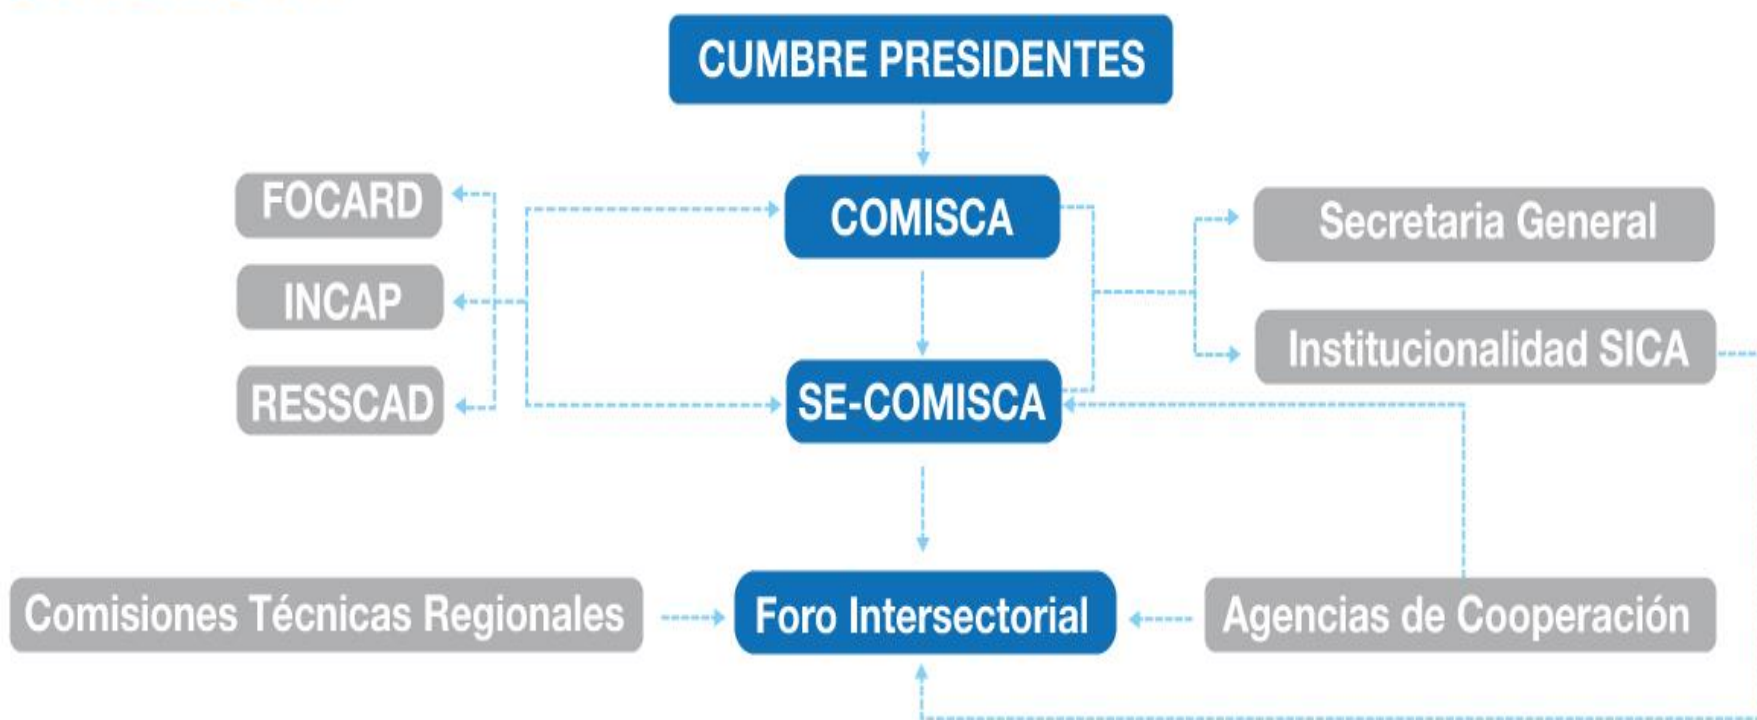 CUMBRE PRESIDENTES
FOCARD
COMISCA
Secretaria General
INCAP
Institucionalidad SICA
RESSCAD
SE-COMISCA
Comisiones Técnicas Regionales
Foro Intersectorial
Agencias de Cooperación